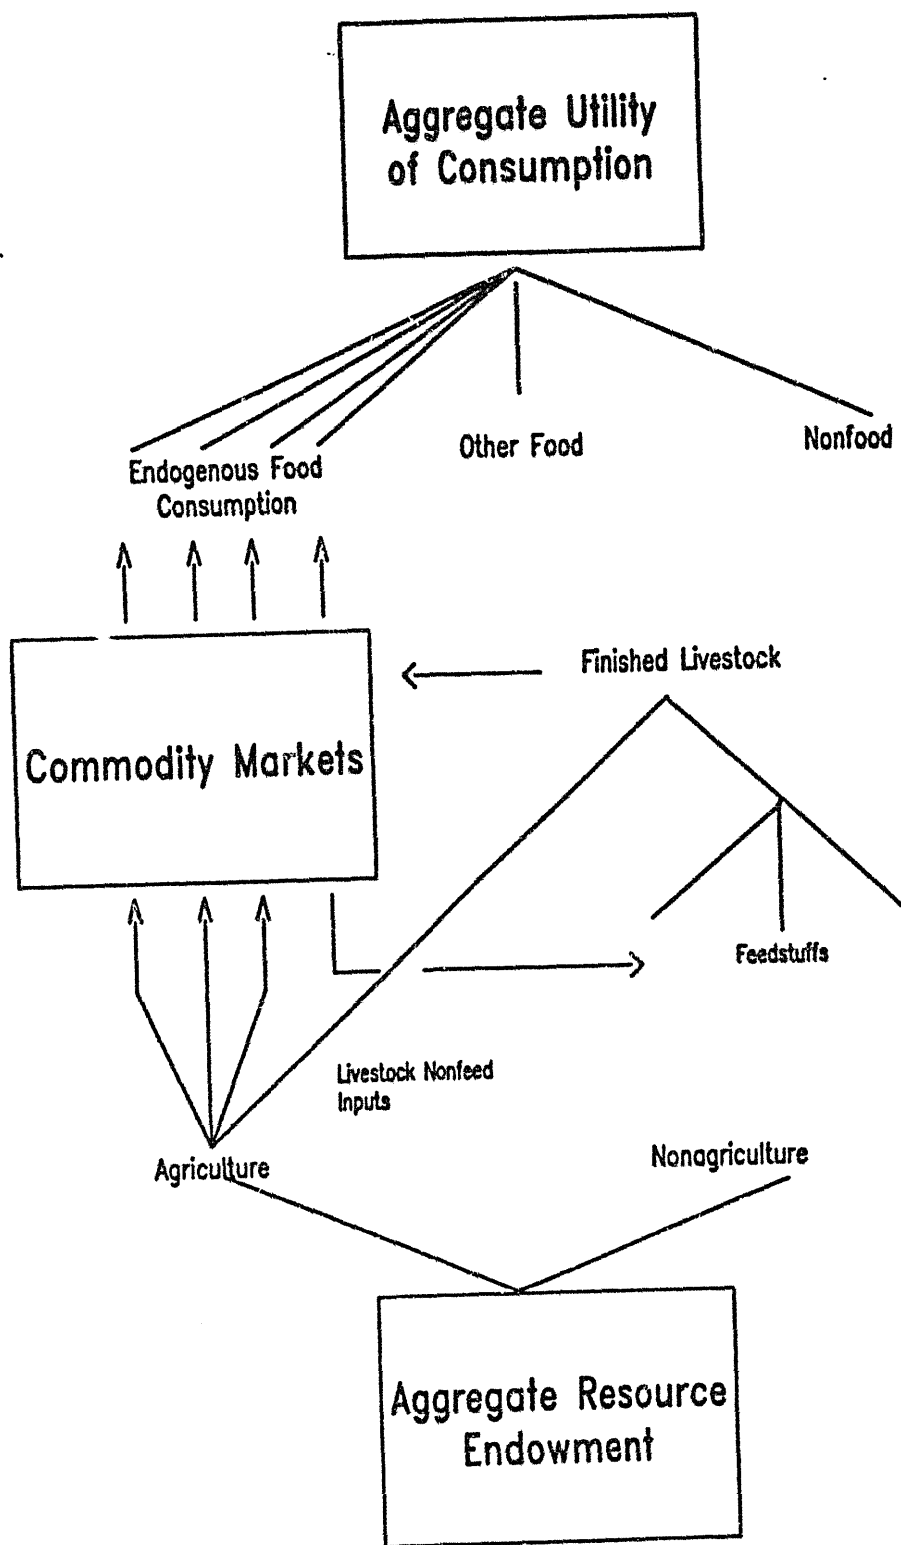 Aggregate Utility
of Consumption
Endogenous Food
Consumption
Other Food
Nonfood
Finished Livestock
Commodity Markets
Feedstuffs
Livestock Nonfeed
Inputs
Agriculture
Nonagriculture
Aggregate Resource
Endowment